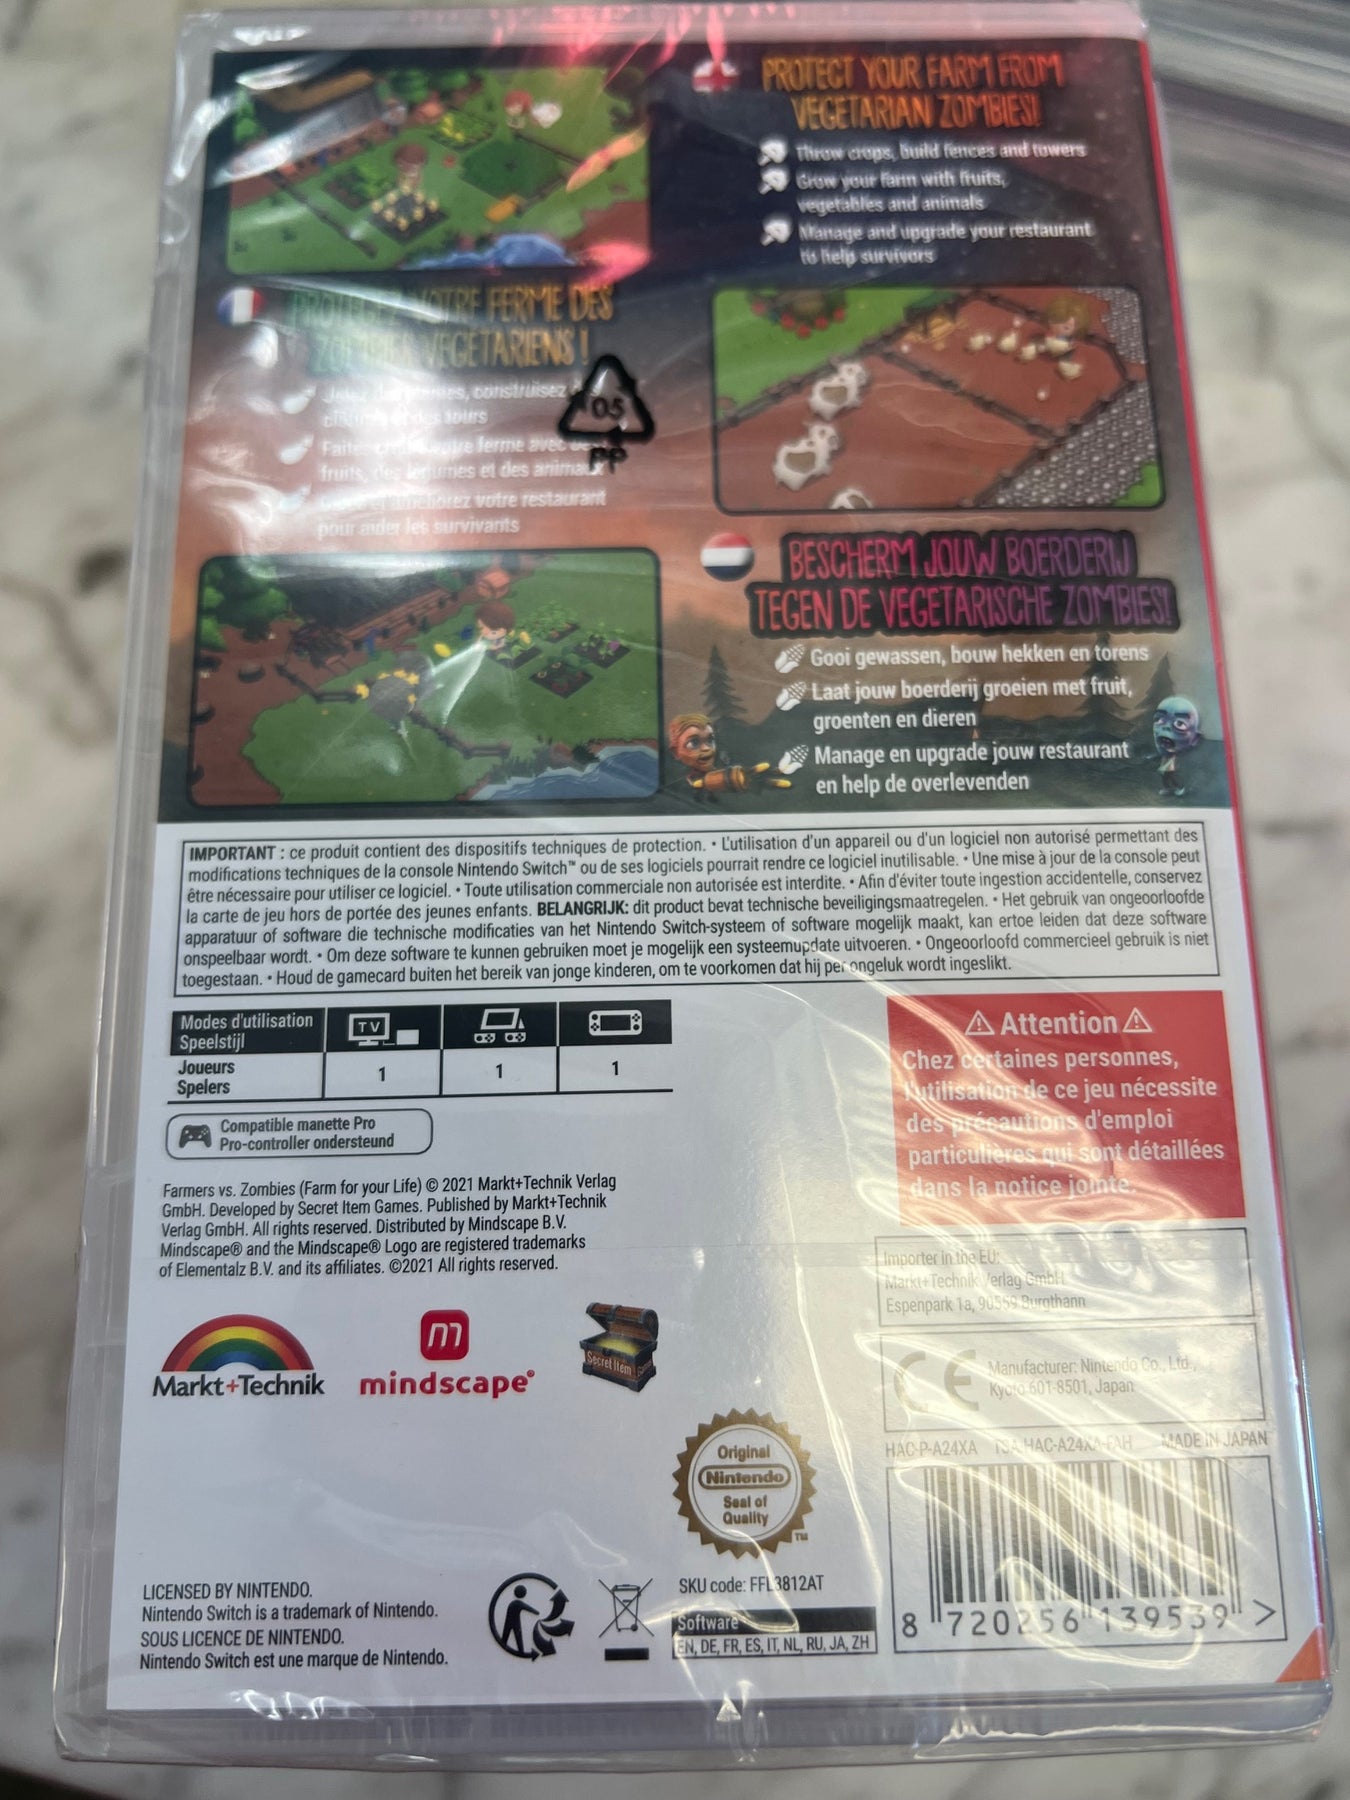 PROTECT YOUR FARM FROM
VEGETARIAN ZOMBIES!
Throw crops, build fences and towers
Grow your farm with fruits,
vegetables and animals
Manage and upgrade your restaurant
to help survivors
PROTEGEZ VOTRE FERME DES
ZOMBIES VEGETARIENS !
construisez
tours
votre ferme avec
fruits, des légumes et des animaux
votre restaurant
pour aider les survivants
05
PP
BESCHERM JOUW BOERDERIJ
TEGEN DE VEGETARISCHE ZOMBIES!
Gooi gewassen, bouw hekken en torens
Laat jouw boerderij groeien met fruit,
groenten en dieren
Manage en upgrade jouw restaurant
en help de overlevenden
IMPORTANT : ce produit contient des dispositifs techniques de protection. • L'utilisation d'un appareil ou d'un logiciel non autorisé permettant des
modifications techniques de la console Nintendo Switch™ ou de ses logiciels pourrait rendre ce logiciel inutilisable. • Une mise à jour de la console peut
être nécessaire pour utiliser ce logiciel. • Toute utilisation commerciale non autorisée est interdite. • Afin d'éviter toute ingestion accidentelle, conservez
la carte de jeu hors de portée des jeunes enfants. BELANGRIJK: dit product bevat technische beveiligingsmaatregelen. • Het gebruik van ongeoorloofde
apparatuur of software die technische modificaties van het Nintendo Switch-systeem of software mogelijk maakt, kan ertoe leiden dat deze software
onspeelbaar wordt. • Om deze software te kunnen gebruiken moet je mogelijk een systeemupdate uitvoeren. • Ongeoorloofd commercieel gebruik is niet
toegestaan. • Houd de gamecard buiten het bereik van jonge kinderen, om te voorkomen dat hij per ongeluk wordt ingeslikt.
Modes d'utilisation
Speelstijl
TV
Joueurs
Spelers
1
1
1
Compatible manette Pro
Pro-controller ondersteund
Attention
Chez certaines personnes,
l'utilisation de ce jeu nécessite
des précautions d'emploi
particulières qui sont détaillées
dans la notice jointe.
Farmers vs. Zombies (Farm for your Life) © 2021 Markt+Technik Verlag
GmbH. Developed by Secret Item Games. Published by Markt+Technik
Verlag GmbH. All rights reserved. Distributed by Mindscape B.V.
Mindscape® and the Mindscape® Logo are registered trademarks
of Elementalz B.V. and its affiliates. ©2021 All rights reserved.
Importer in the EU:
Markt+Technik Verlag GmbH
Espenpark 1a, 90559 Burgthann
Markt+Technik
m
mindscape®
Secret Item Games
CE
Manufacturer: Nintendo Co., Ltd.,
Kyoto 601-8501, Japan
HAC-P-A24XA TSA-HAC-A24XA-FAH MADE IN JAPAN
Original
Nintendo
Seal of
Quality
TM
SKU code: FFL3812AT
Software
EN, DE, FR, ES, IT, NL, RU, JA, ZH
8 720256 139539 >
LICENSED BY NINTENDO.
Nintendo Switch is a trademark of Nintendo.
SOUS LICENCE DE NINTENDO.
Nintendo Switch est une marque de Nintendo.